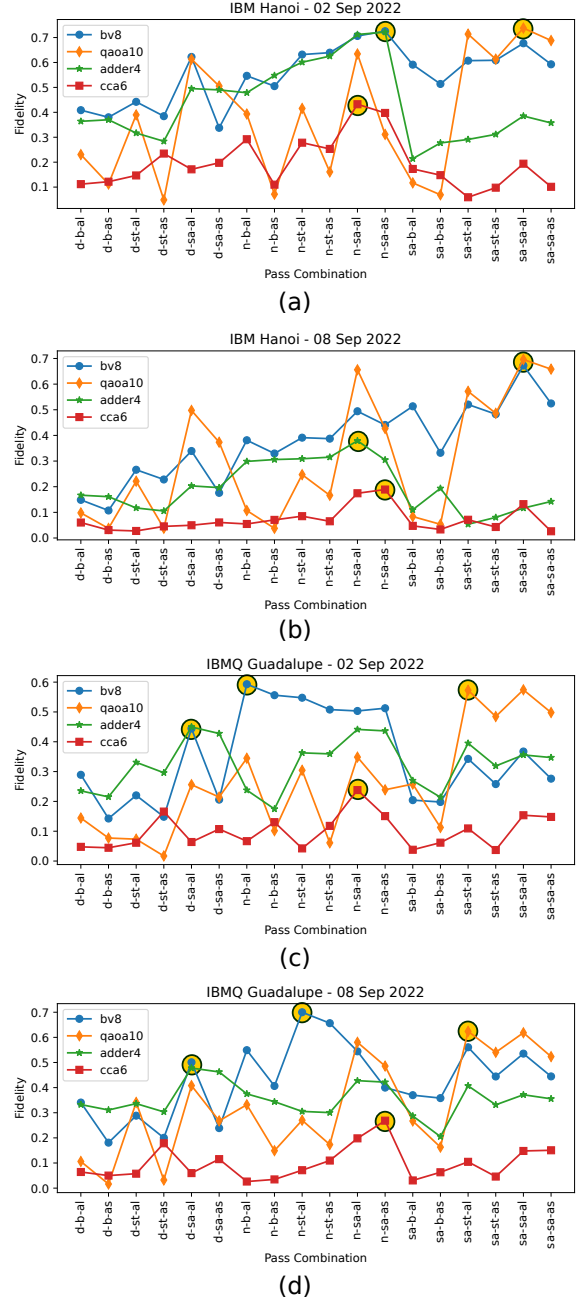 IBM Hanoi - 02 Sep 2022
bv8
qaoa10
adder4
cca6
Fidelity
0.7
0.6
0.5
0.4
0.3
0.2
0.1
d-b-al
d-b-as
d-st-al
d-st-as
d-sa-al
d-sa-as
n-b-al
n-b-as
n-st-al
n-st-as
n-sa-al
n-sa-as
sa-b-al
sa-b-as
sa-st-al
sa-st-as
sa-sa-al
sa-sa-as
Pass Combination
(a)
IBM Hanoi - 08 Sep 2022
bv8
qaoa10
adder4
cca6
Fidelity
0.7
0.6
0.5
0.4
0.3
0.2
0.1
0.0
d-b-al
d-b-as
d-st-al
d-st-as
d-sa-al
d-sa-as
n-b-al
n-b-as
n-st-al
n-st-as
n-sa-al
n-sa-as
sa-b-al
sa-b-as
sa-st-al
sa-st-as
sa-sa-al
sa-sa-as
Pass Combination
(b)
IBMQ Guadalupe - 02 Sep 2022
bv8
qaoa10
adder4
cca6
Fidelity
0.6
0.5
0.4
0.3
0.2
0.1
0.0
d-b-al
d-b-as
d-st-al
d-st-as
d-sa-al
d-sa-as
n-b-al
n-b-as
n-st-al
n-st-as
n-sa-al
n-sa-as
sa-b-al
sa-b-as
sa-st-al
sa-st-as
sa-sa-al
sa-sa-as
Pass Combination
(c)
IBMQ Guadalupe - 08 Sep 2022
bv8
qaoa10
adder4
cca6
Fidelity
0.7
0.6
0.5
0.4
0.3
0.2
0.1
0.0
d-b-al
d-b-as
d-st-al
d-st-as
d-sa-al
d-sa-as
n-b-al
n-b-as
n-st-al
n-st-as
n-sa-al
n-sa-as
sa-b-al
sa-b-as
sa-st-al
sa-st-as
sa-sa-al
sa-sa-as
Pass Combination
(d)